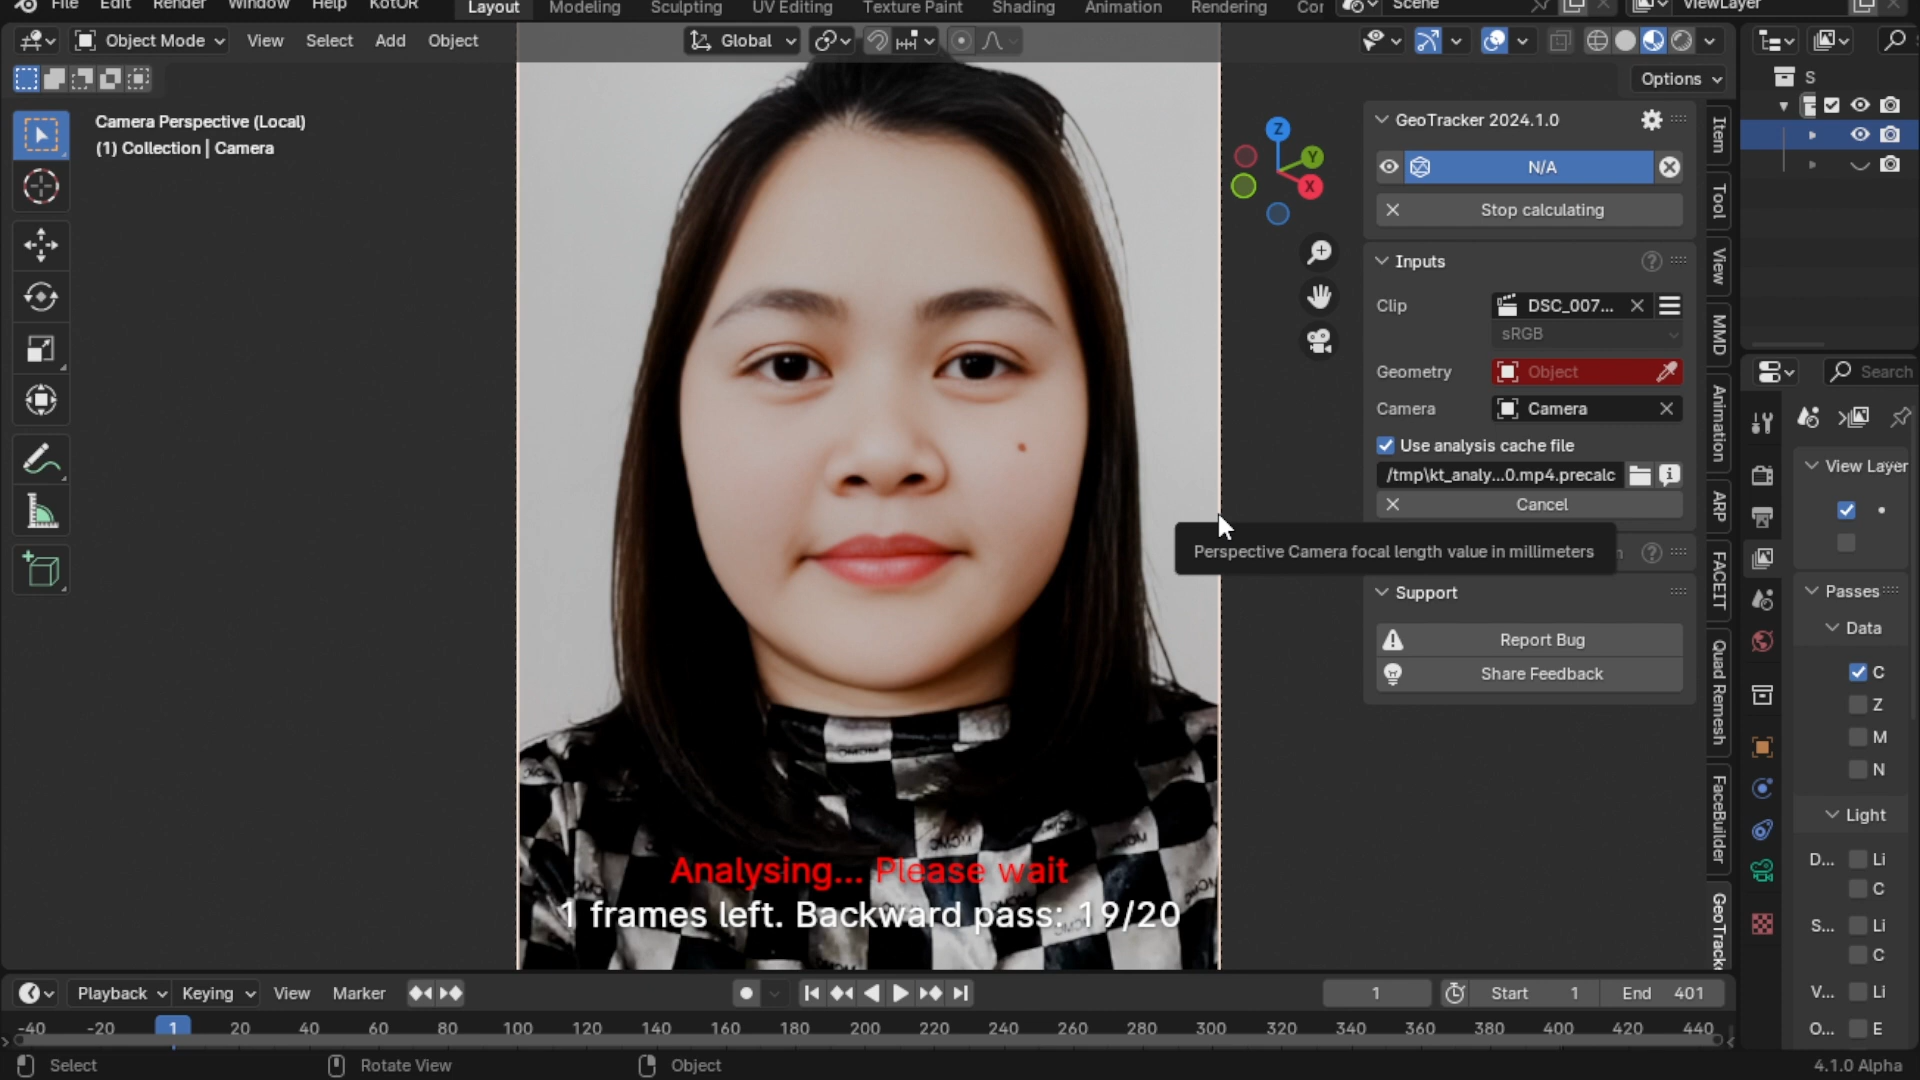 File Edit Render Window Help KotOR Layout Modeling Sculpting UV Editing Texture Paint Shading Animation Rendering Scene ViewLayer
Object Mode View Select Add Object Global
Options
Camera Perspective (Local)
(1) Collection | Camera
Z
Y
X
GeoTracker 2024.1.0
N/A
Stop calculating
Inputs
Clip DSC_007...
sRGB
Geometry Object
Camera Camera
Use analysis cache file
/tmp\kt_analy...0.mp4.precalc
Cancel
Perspective Camera focal length value in millimeters
Support
Report Bug
Share Feedback
Item
Tool
View
MMD
Animation
ARP
FACEIT
Quad Remesh
FaceBuilder
S
Search
View Layer
Passes
Data
C
Z
M
N
Light
D... Li
C
S... Li
C
V... Li
O... E
Analysing... Please wait
1 frames left. Backward pass: 19/20
Playback Keying View Marker 1 Start 1 End 401
-40 -20 1 20 40 60 80 100 120 140 160 180 200 220 240 260 280 300 320 340 360 380 400 420 440
Select Rotate View Object 4.1.0 Alpha